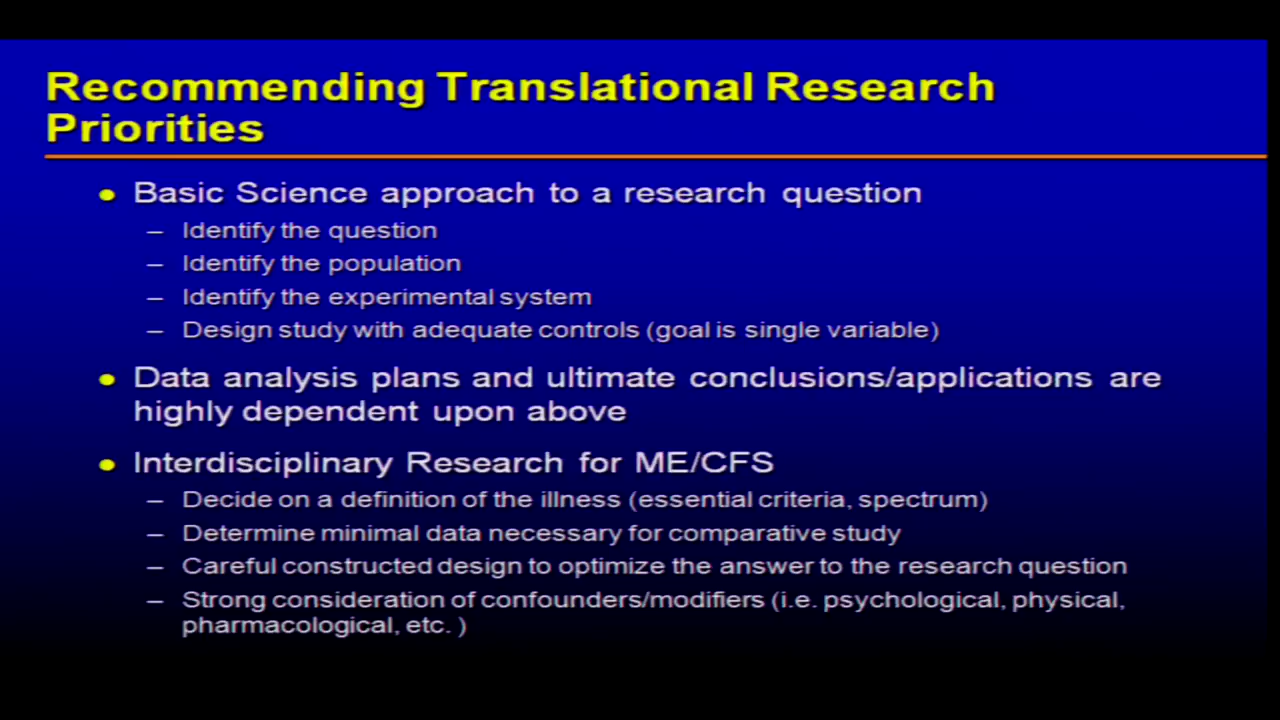 Recommending Translational Research
Priorities
• Basic Science approach to a research question
– Identify the question
– Identify the population
– Identify the experimental system
– Design study with adequate controls (goal is single variable)
• Data analysis plans and ultimate conclusions/applications are
highly dependent upon above
• Interdisciplinary Research for ME/CFS
– Decide on a definition of the illness (essential criteria, spectrum)
– Determine minimal data necessary for comparative study
– Careful constructed design to optimize the answer to the research question
– Strong consideration of confounders/modifiers (i.e. psychological, physical,
pharmacological, etc. )